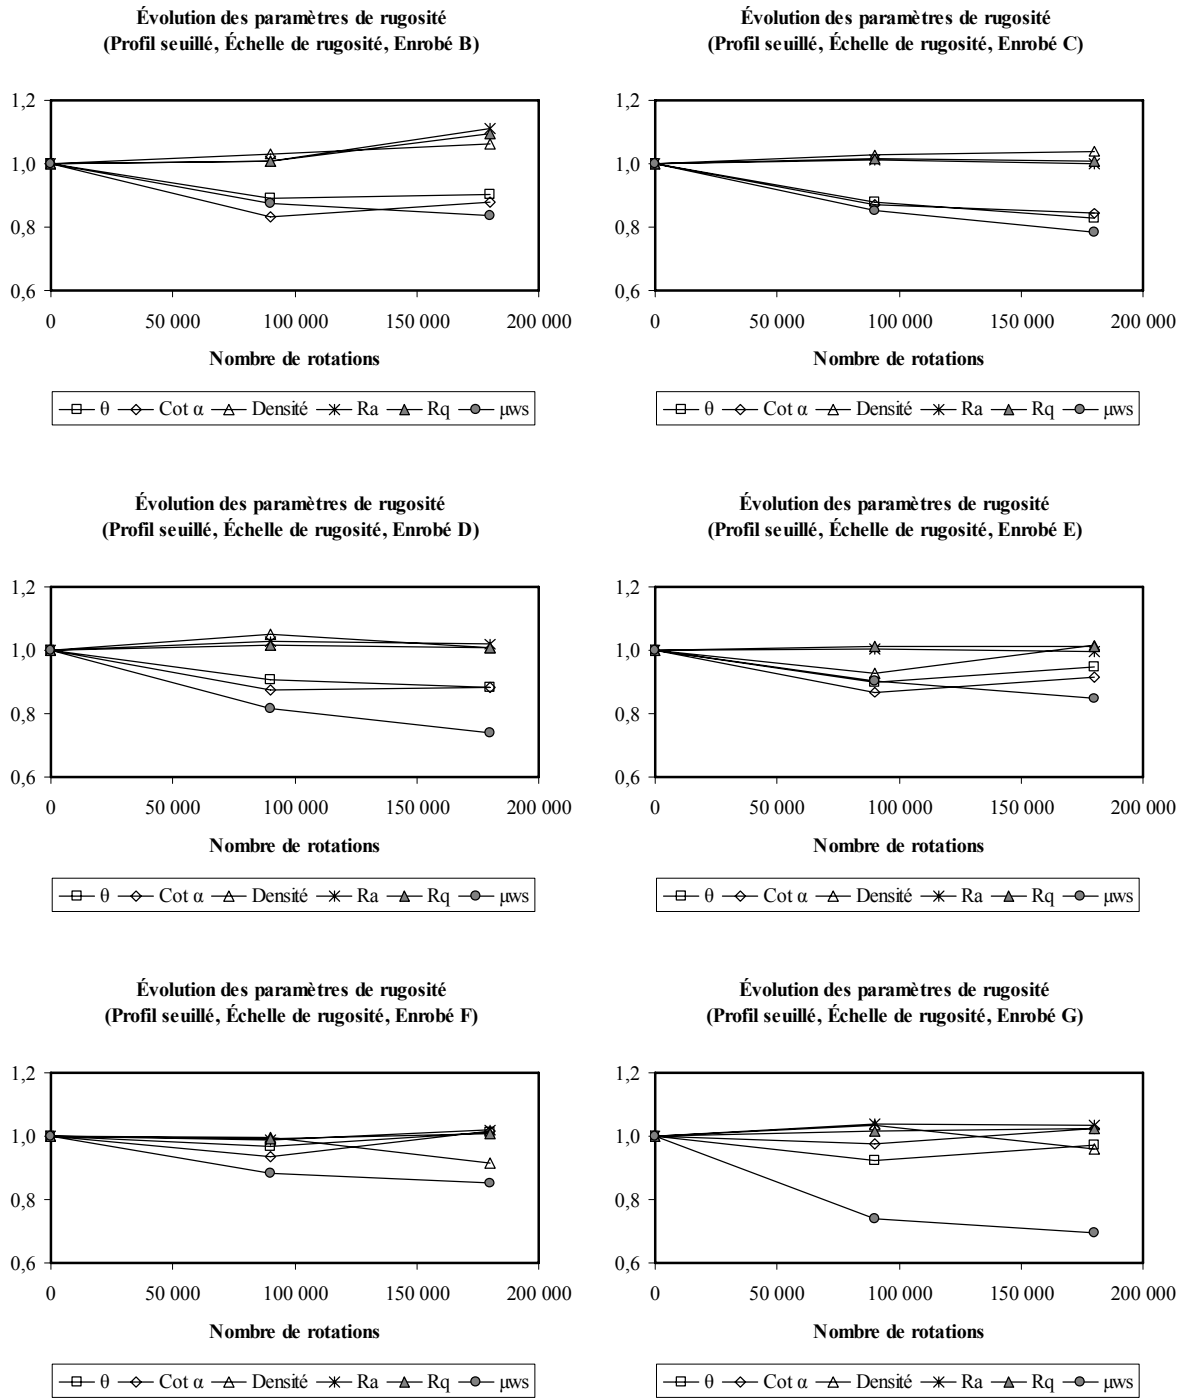 Évolution des paramètres de rugosité
(Profil seuillé, Échelle de rugosité, Enrobé B)
1,2
1,0
0,8
0,6
0 50 000 100 000 150 000 200 000
Nombre de rotations
θ Cot α Densité Ra Rq μws
Évolution des paramètres de rugosité
(Profil seuillé, Échelle de rugosité, Enrobé C)
1,2
1,0
0,8
0,6
0 50 000 100 000 150 000 200 000
Nombre de rotations
θ Cot α Densité Ra Rq μws
Évolution des paramètres de rugosité
(Profil seuillé, Échelle de rugosité, Enrobé D)
1,2
1,0
0,8
0,6
0 50 000 100 000 150 000 200 000
Nombre de rotations
θ Cot α Densité Ra Rq μws
Évolution des paramètres de rugosité
(Profil seuillé, Échelle de rugosité, Enrobé E)
1,2
1,0
0,8
0,6
0 50 000 100 000 150 000 200 000
Nombre de rotations
θ Cot α Densité Ra Rq μws
Évolution des paramètres de rugosité
(Profil seuillé, Échelle de rugosité, Enrobé F)
1,2
1,0
0,8
0,6
0 50 000 100 000 150 000 200 000
Nombre de rotations
θ Cot α Densité Ra Rq μws
Évolution des paramètres de rugosité
(Profil seuillé, Échelle de rugosité, Enrobé G)
1,2
1,0
0,8
0,6
0 50 000 100 000 150 000 200 000
Nombre de rotations
θ Cot α Densité Ra Rq μws